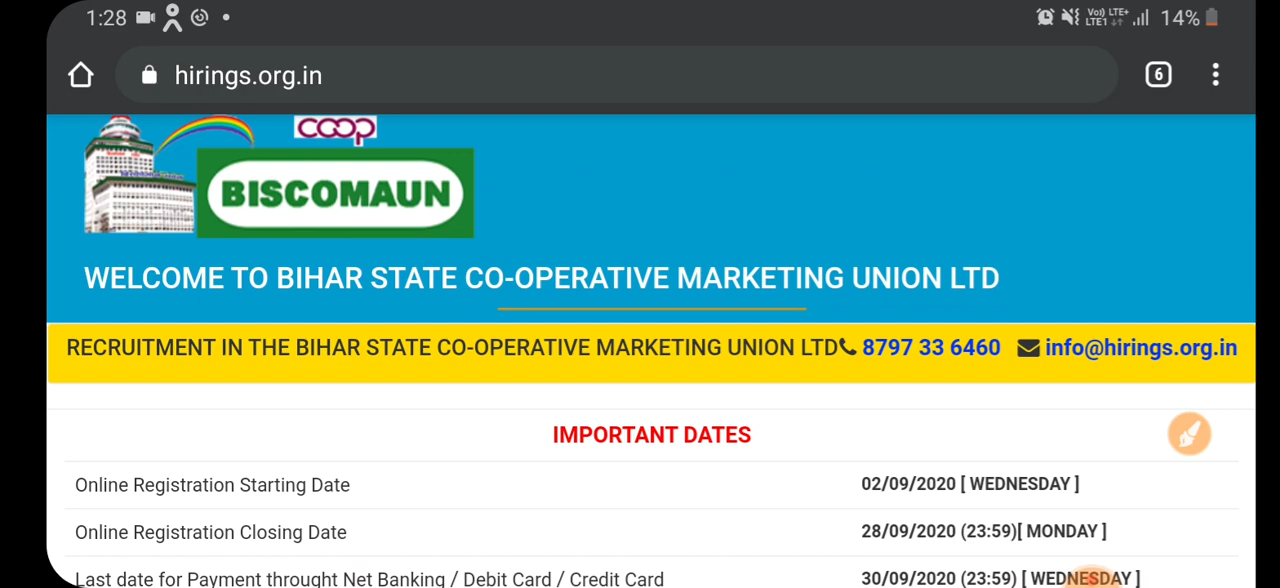 1:28 Vo)) LTE+ LTE1 14%
hirings.org.in 6
coop
BISCOMAUN
WELCOME TO BIHAR STATE CO-OPERATIVE MARKETING UNION LTD
RECRUITMENT IN THE BIHAR STATE CO-OPERATIVE MARKETING UNION LTD 8797 33 6460 info@hirings.org.in
IMPORTANT DATES
Online Registration Starting Date 02/09/2020 [ WEDNESDAY ]
Online Registration Closing Date 28/09/2020 (23:59)[ MONDAY ]
Last date for Payment throught Net Banking / Debit Card / Credit Card 30/09/2020 (23:59) [ WEDNESDAY ]